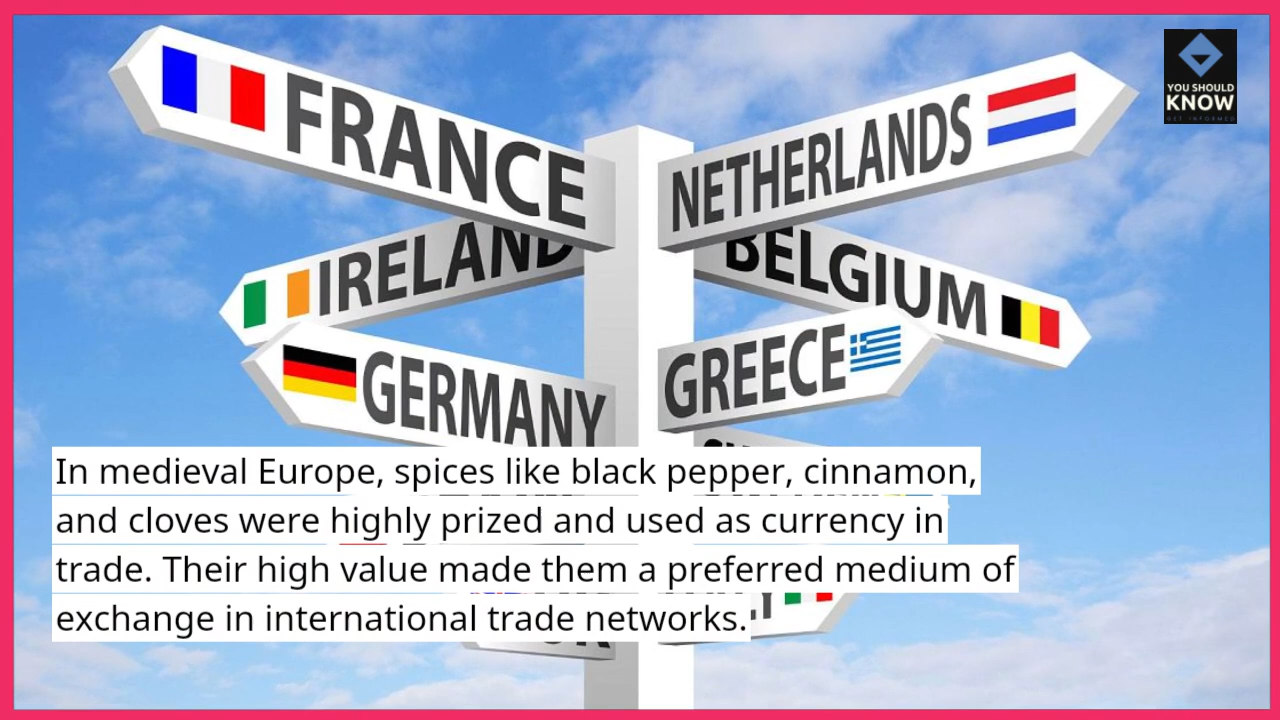 FRANCE
NETHERLANDS
YOU SHOULD
KNOW
GET INFORMED
IRELAND
BELGIUM
GERMANY
GREECE
In medieval Europe, spices like black pepper, cinnamon,
and cloves were highly prized and used as currency in
trade. Their high value made them a preferred medium of
exchange in international trade networks.